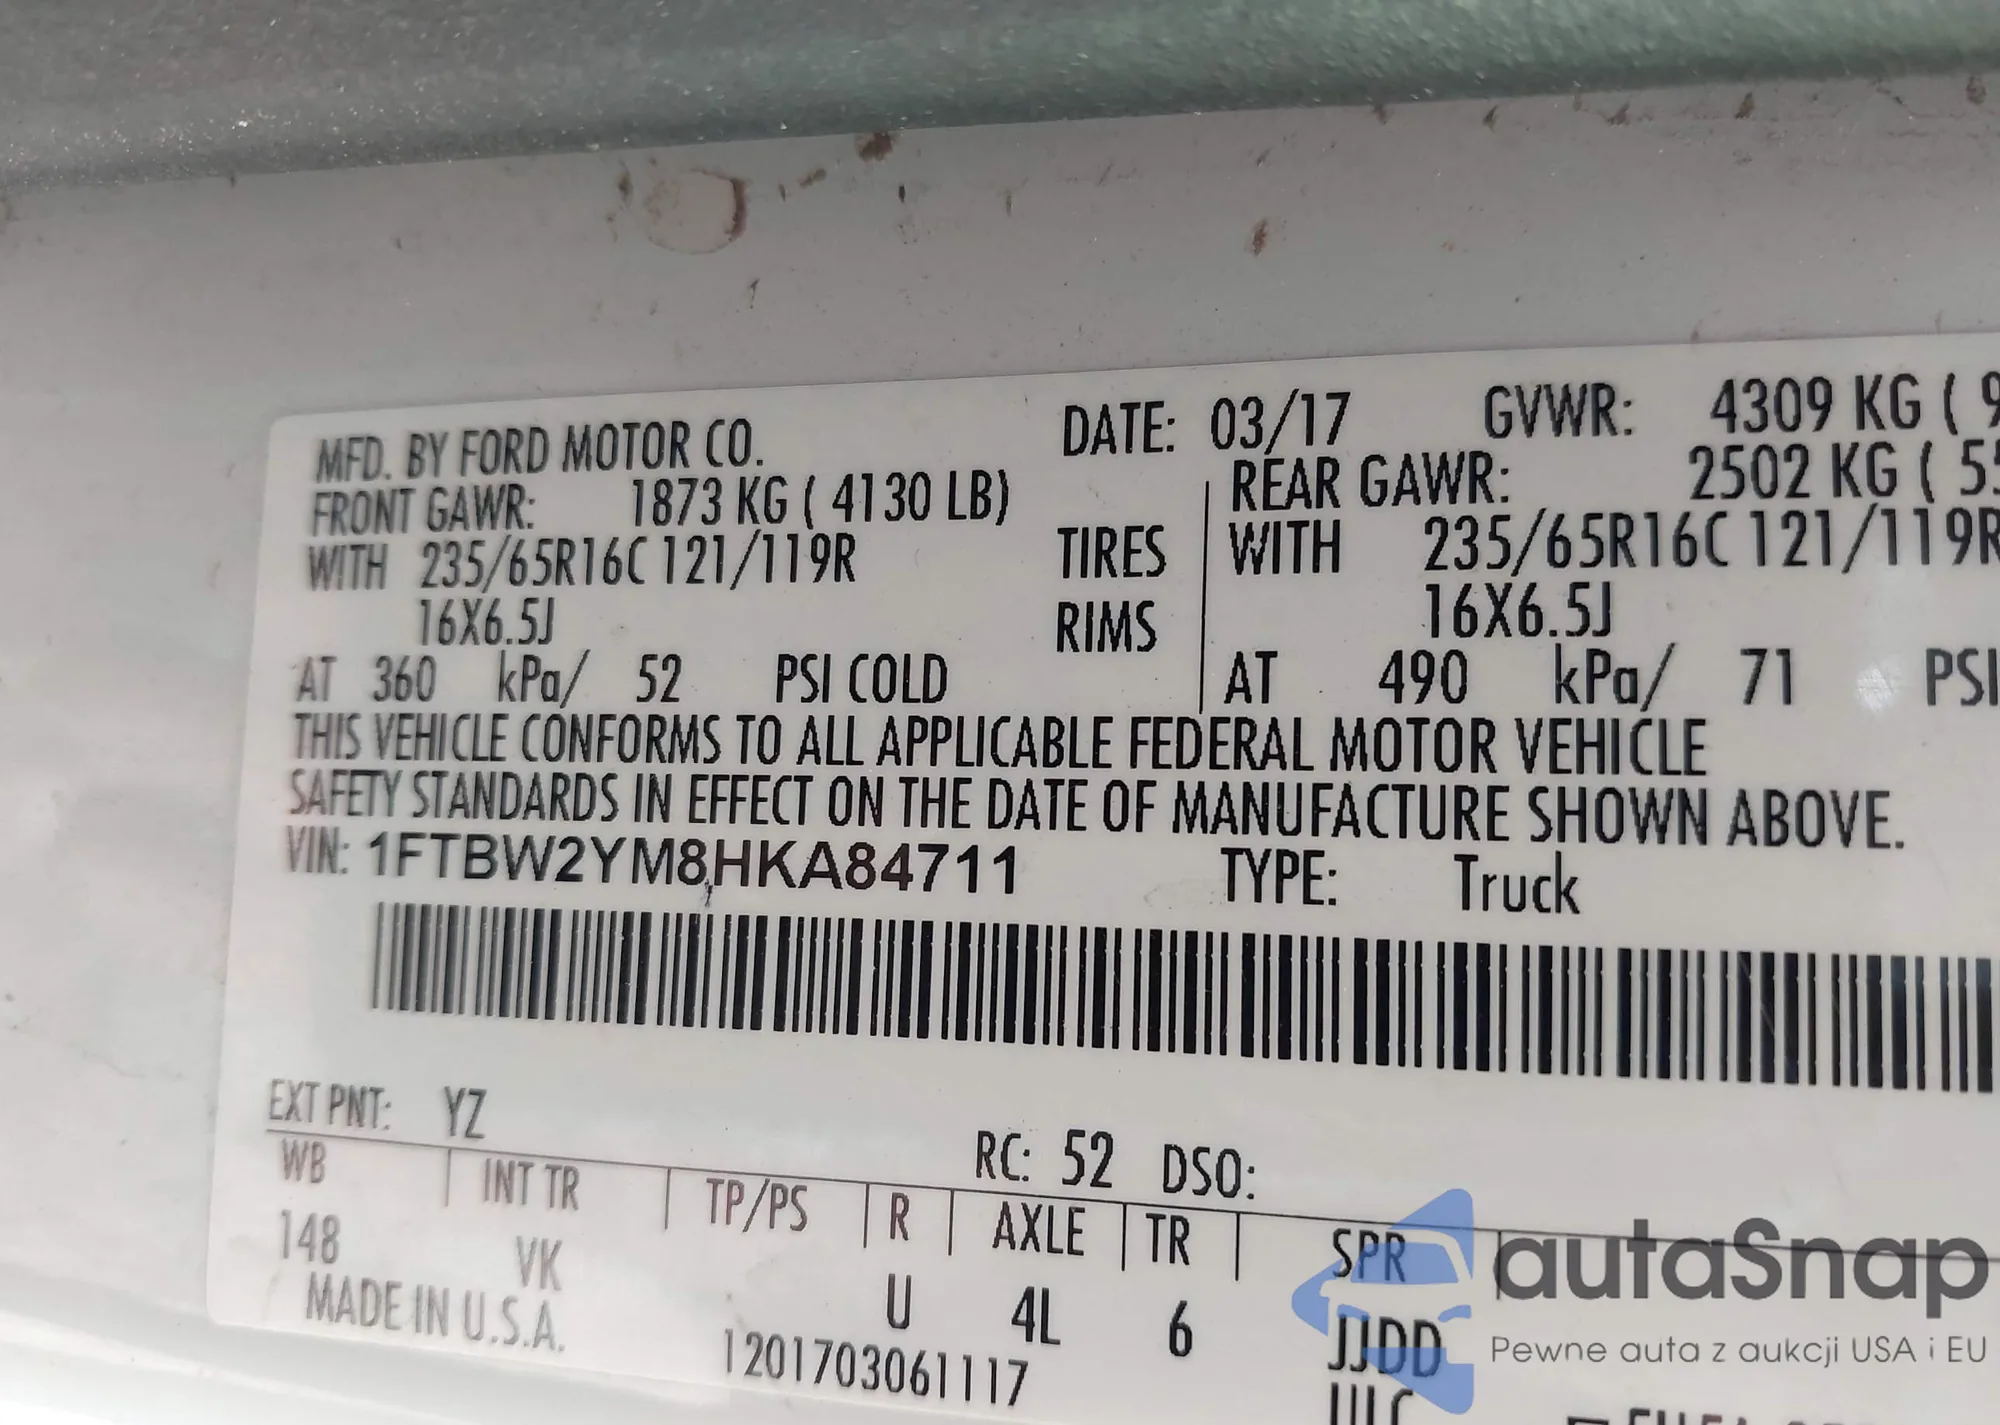 MFD. BY FORD MOTOR CO. DATE: 03/17 GVWR: 4309 KG ( 9
FRONT GAWR: 1873 KG ( 4130 LB) REAR GAWR: 2502 KG ( 55
WITH 235/65R16C 121/119R TIRES WITH 235/65R16C 121/119R
16X6.5J RIMS 16X6.5J
AT 360 kPa/ 52 PSI COLD AT 490 kPa/ 71 PSI
THIS VEHICLE CONFORMS TO ALL APPLICABLE FEDERAL MOTOR VEHICLE
SAFETY STANDARDS IN EFFECT ON THE DATE OF MANUFACTURE SHOWN ABOVE.
VIN: 1FTBW2YM8HKA84711 TYPE: Truck
EXT PNT: YZ RC: 52 DSO:
WB INT TR TP/PS R AXLE TR SPR
148 VK U 4L 6 JJDD
MADE IN U.S.A.
1201703061117
autaSnap
Pewne auta z aukcji USA i EU